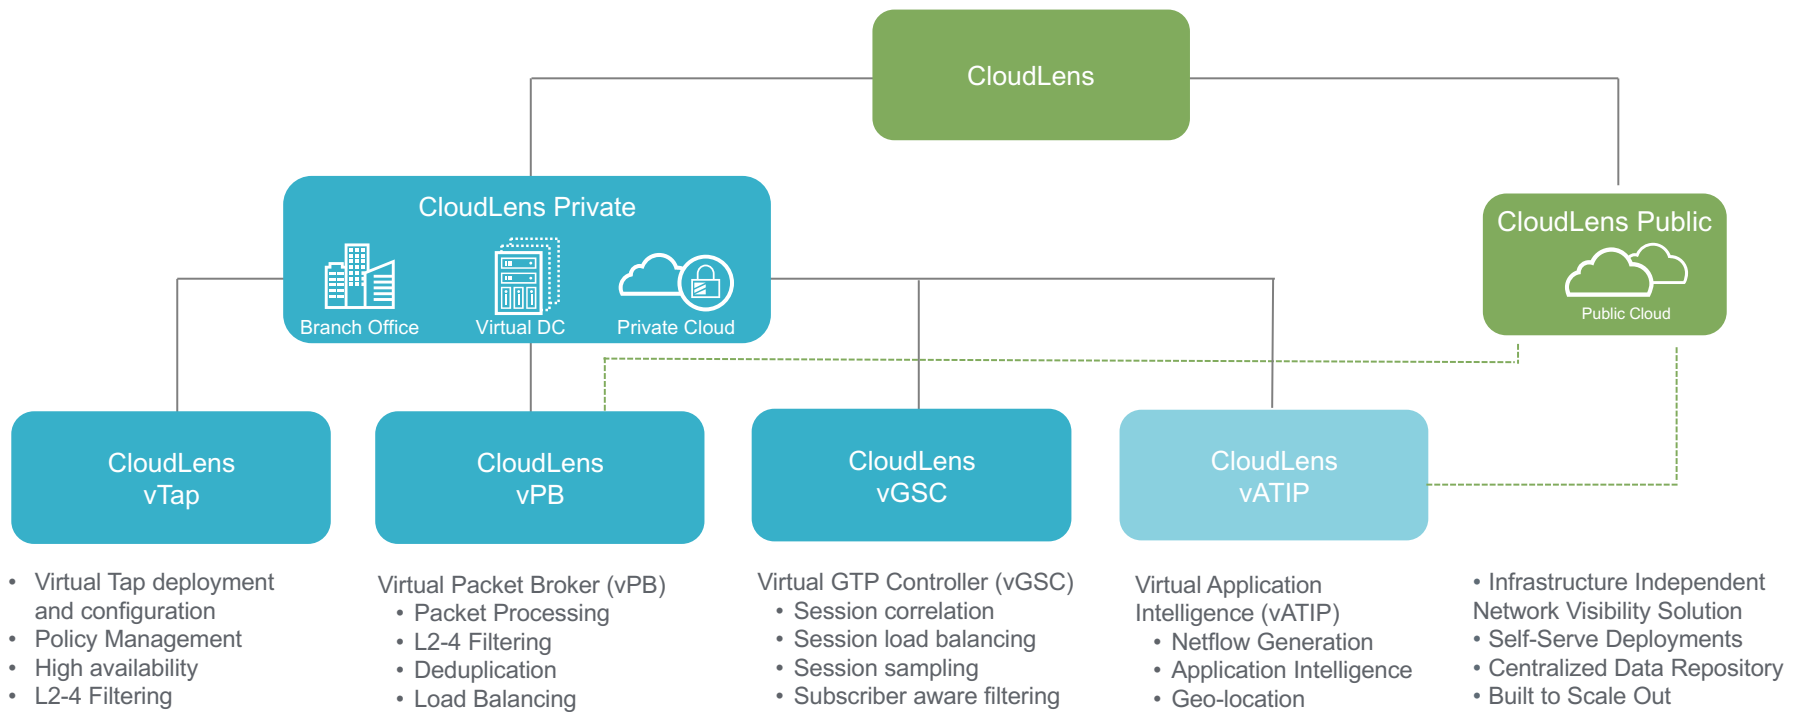 CloudLens
CloudLens Private
Branch Office
Virtual DC
Private Cloud
CloudLens Public
Public Cloud
CloudLens
vTap
CloudLens
vPB
CloudLens
vGSC
CloudLens
vATIP
• Virtual Tap deployment
and configuration
• Policy Management
• High availability
• L2-4 Filtering
Virtual Packet Broker (vPB)
• Packet Processing
• L2-4 Filtering
• Deduplication
• Load Balancing
Virtual GTP Controller (vGSC)
• Session correlation
• Session load balancing
• Session sampling
• Subscriber aware filtering
Virtual Application
Intelligence (vATIP)
• Netflow Generation
• Application Intelligence
• Geo-location
• Infrastructure Independent
Network Visibility Solution
• Self-Serve Deployments
• Centralized Data Repository
• Built to Scale Out